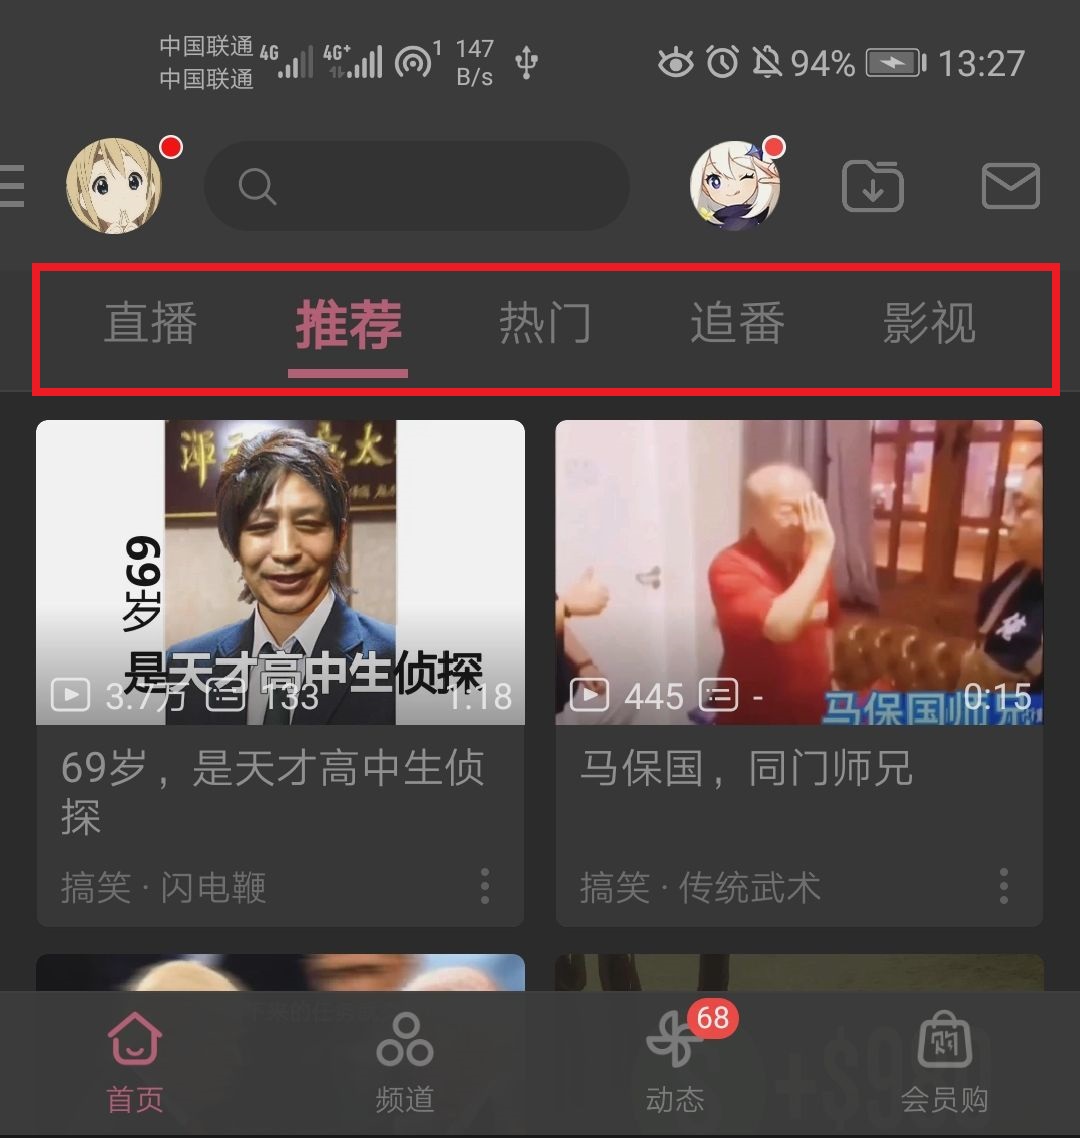 中国联通 4G 4G+ 1 147
中国联通 B/s 94% 13:27
直播 推荐 热门 追番 影视
69岁
是天才高中生侦探
3.7万 133 1:18
马保国师兄
445 - 0:15
69岁，是天才高中生侦
探
马保国，同门师兄
搞笑 · 闪电鞭
搞笑 · 传统武术
68
首页 频道 动态 会员购